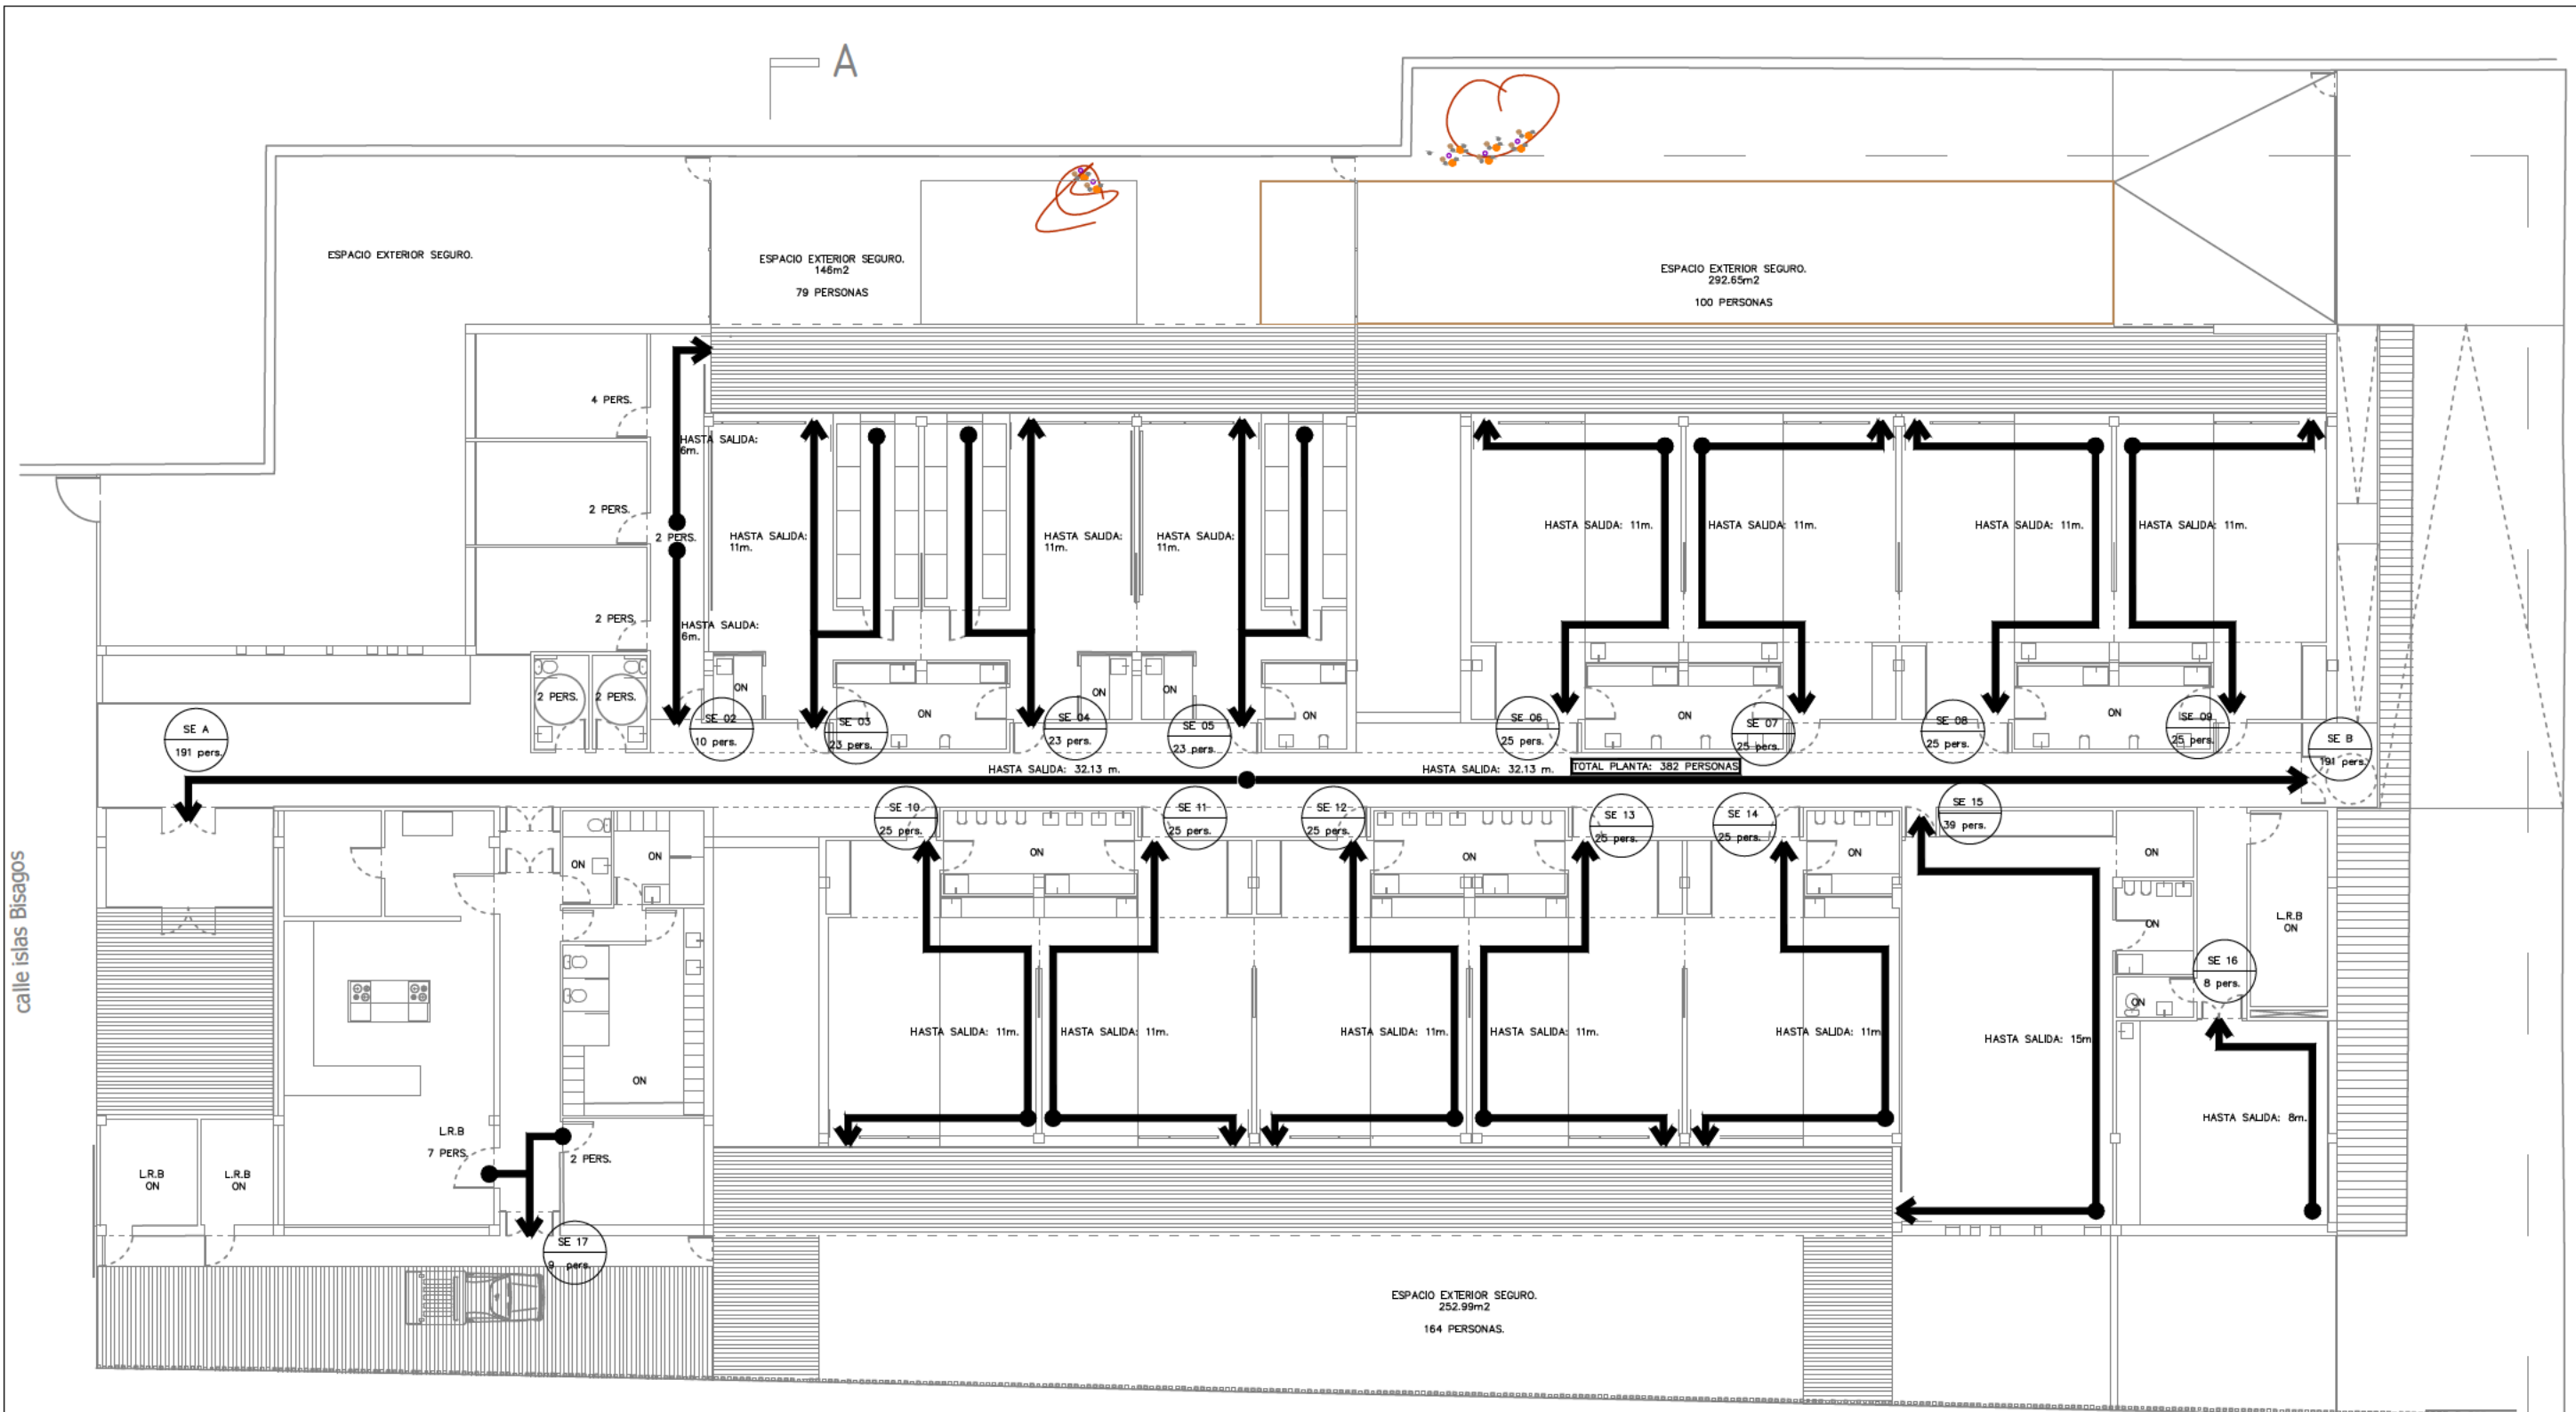 A
ESPACIO EXTERIOR SEGURO.
ESPACIO EXTERIOR SEGURO.
146m2
79 PERSONAS
ESPACIO EXTERIOR SEGURO.
292.65m2
100 PERSONAS
4 PERS.
HASTA SALIDA:
6m.
2 PERS.
2 PERS.
HASTA SALIDA:
11m.
HASTA SALIDA:
11m.
HASTA SALIDA:
11m.
HASTA SALIDA: 11m.
HASTA SALIDA: 11m.
HASTA SALIDA: 11m.
HASTA SALIDA: 11m.
2 PERS.
HASTA SALIDA:
6m.
2 PERS.
2 PERS.
ON
ON
ON
ON
ON
ON
ON
SE A
191 pers.
SE 02
10 pers.
SE 03
23 pers.
SE 04
23 pers.
SE 05
23 pers.
SE 06
25 pers.
SE 07
25 pers.
SE 08
25 pers.
SE 09
25 pers.
SE B
191 pers.
HASTA SALIDA: 32.13 m.
HASTA SALIDA: 32.13 m.
TOTAL PLANTA: 382 PERSONAS
SE 10
25 pers.
SE 11
25 pers.
SE 12
25 pers.
SE 13
25 pers.
SE 14
25 pers.
SE 15
39 pers.
ON
ON
ON
ON
ON
ON
ON
L.R.B
ON
SE 16
8 pers.
ON
calle islas Bisagos
HASTA SALIDA: 11m.
HASTA SALIDA: 11m.
HASTA SALIDA: 11m.
HASTA SALIDA: 11m.
HASTA SALIDA: 11m
HASTA SALIDA: 15m
ON
HASTA SALIDA: 8m.
L.R.B
7 PERS.
2 PERS.
L.R.B
ON
L.R.B
ON
SE 17
9 pers.
ESPACIO EXTERIOR SEGURO.
252.99m2
164 PERSONAS.